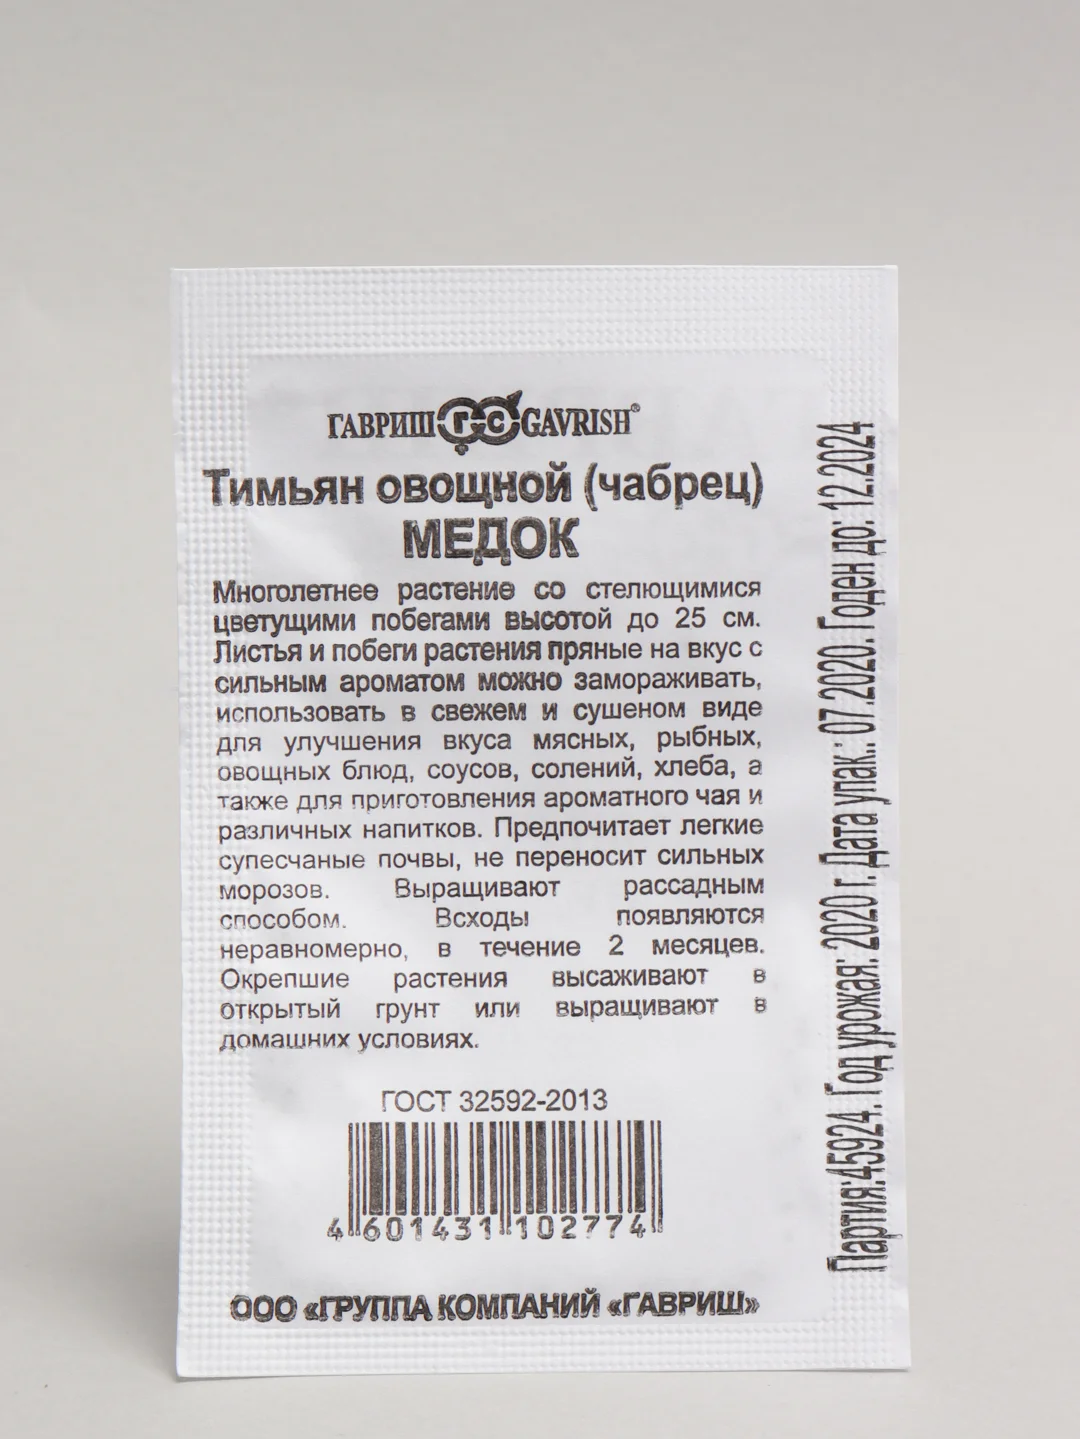 ГАВРИШ ГС GAVRISH®
Тимьян овощной (чабрец)
МЕДОК
Многолетнее растение со стелющимися
цветущими побегами высотой до 25 см.
Листья и побеги растения пряные на вкус с
сильным ароматом можно замораживать,
использовать в свежем и сушеном виде
для улучшения вкуса мясных, рыбных,
овощных блюд, соусов, солений, хлеба, а
также для приготовления ароматного чая и
различных напитков. Предпочитает легкие
супесчаные почвы, не переносит сильных
морозов. Выращивают рассадным
способом. Всходы появляются
неравномерно, в течение 2 месяцев.
Окрепшие растения высаживают в
открытый грунт или выращивают в
домашних условиях.
ГОСТ 32592-2013
4 601431 102774
ООО «ГРУППА КОМПАНИЙ «ГАВРИШ»
Партия:45924. Год урожая: 2020 г. Дата упак.: 07.2020. Годен до: 12.2024